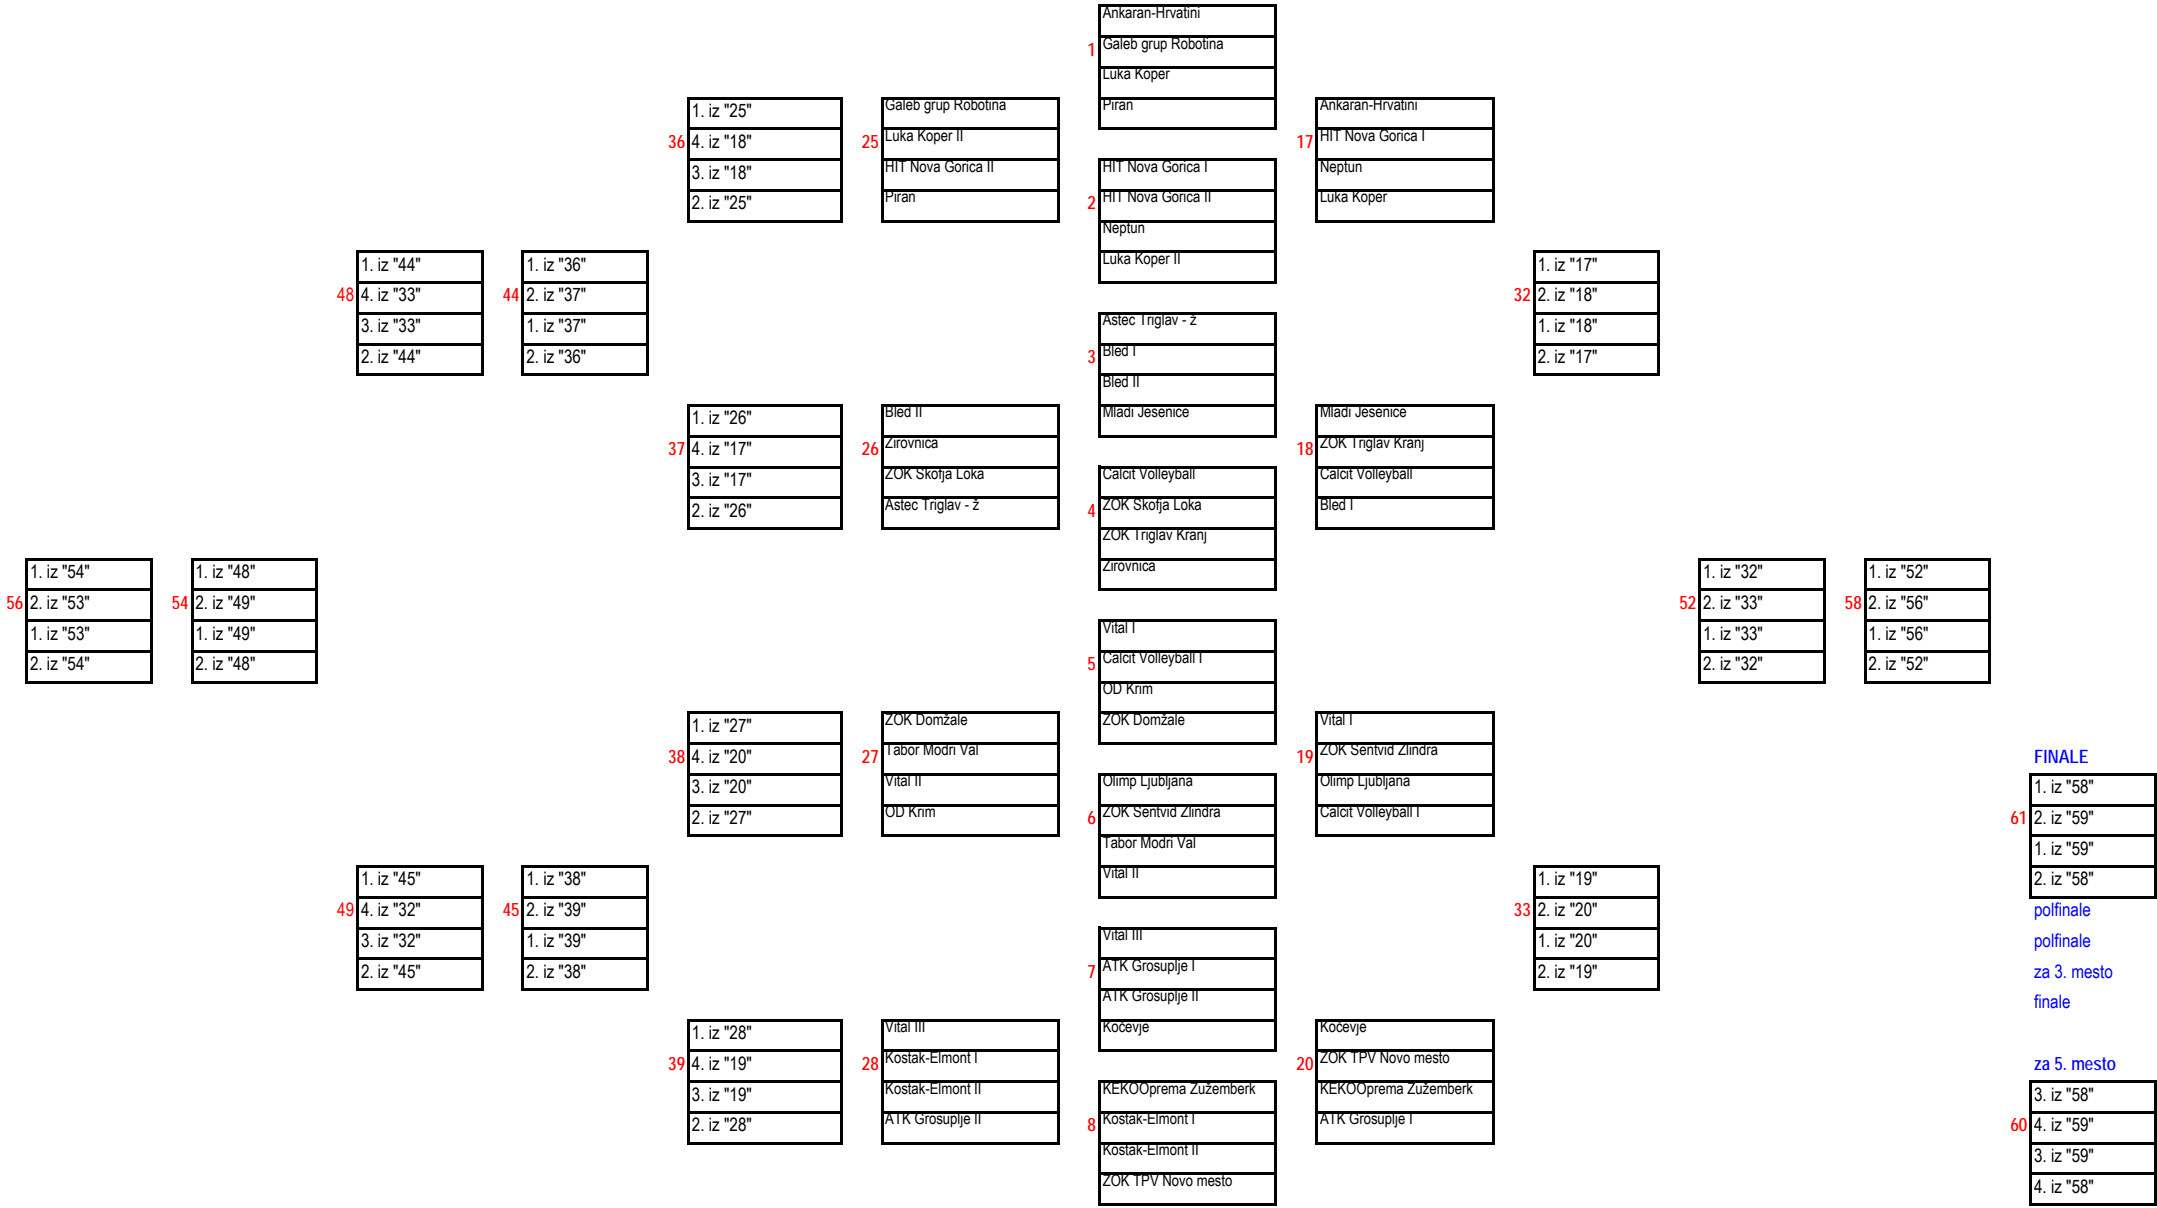 Ankaran-Hrvatini
1 Galeb grup Robotina
Luka Koper
Piran
1. iz "25"
36 4. iz "18"
3. iz "18"
2. iz "25"
Galeb grup Robotina
25 Luka Koper II
HIT Nova Gorica II
Piran
Ankaran-Hrvatini
17 HIT Nova Gorica I
Neptun
Luka Koper
HIT Nova Gorica I
2 HIT Nova Gorica II
Neptun
Luka Koper II
1. iz "44"
48 4. iz "33"
3. iz "33"
2. iz "44"
1. iz "36"
44 2. iz "37"
1. iz "37"
2. iz "36"
1. iz "17"
32 2. iz "18"
1. iz "18"
2. iz "17"
Astec Triglav - ž
3 Bled I
Bled II
Mladi Jesenice
1. iz "26"
37 4. iz "17"
3. iz "17"
2. iz "26"
Bled II
26 Žirovnica
ŽOK Škofja Loka
Astec Triglav - ž
Mladi Jesenice
18 ŽOK Triglav Kranj
Calcit Volleyball
Bled I
Calcit Volleyball
4 ŽOK Škofja Loka
ŽOK Triglav Kranj
Žirovnica
1. iz "54"
56 2. iz "53"
1. iz "53"
2. iz "54"
1. iz "48"
54 2. iz "49"
1. iz "49"
2. iz "48"
1. iz "32"
52 2. iz "33"
1. iz "33"
2. iz "32"
1. iz "52"
58 2. iz "56"
1. iz "56"
2. iz "52"
Vital I
5 Calcit Volleyball I
OD Krim
ŽOK Domžale
1. iz "27"
38 4. iz "20"
3. iz "20"
2. iz "27"
ŽOK Domžale
27 Tabor Modri Val
Vital II
OD Krim
Vital I
19 ŽOK Šentvid Žlindra
Olimp Ljubljana
Calcit Volleyball I
Olimp Ljubljana
6 ŽOK Šentvid Žlindra
Tabor Modri Val
Vital II
FINALE
1. iz "58"
61 2. iz "59"
1. iz "59"
2. iz "58"
polfinale
polfinale
za 3. mesto
finale
1. iz "45"
49 4. iz "32"
3. iz "32"
2. iz "45"
1. iz "38"
45 2. iz "39"
1. iz "39"
2. iz "38"
1. iz "19"
33 2. iz "20"
1. iz "20"
2. iz "19"
Vital III
7 ATK Grosuplje I
ATK Grosuplje II
Kočevje
1. iz "28"
39 4. iz "19"
3. iz "19"
2. iz "28"
Vital III
28 Kostak-Elmont I
Kostak-Elmont II
ATK Grosuplje II
Kočevje
20 ŽOK TPV Novo mesto
KEKOOprema Žužemberk
ATK Grosuplje I
KEKOOprema Žužemberk
8 Kostak-Elmont I
Kostak-Elmont II
ŽOK TPV Novo mesto
za 5. mesto
3. iz "58"
60 4. iz "59"
3. iz "59"
4. iz "58"